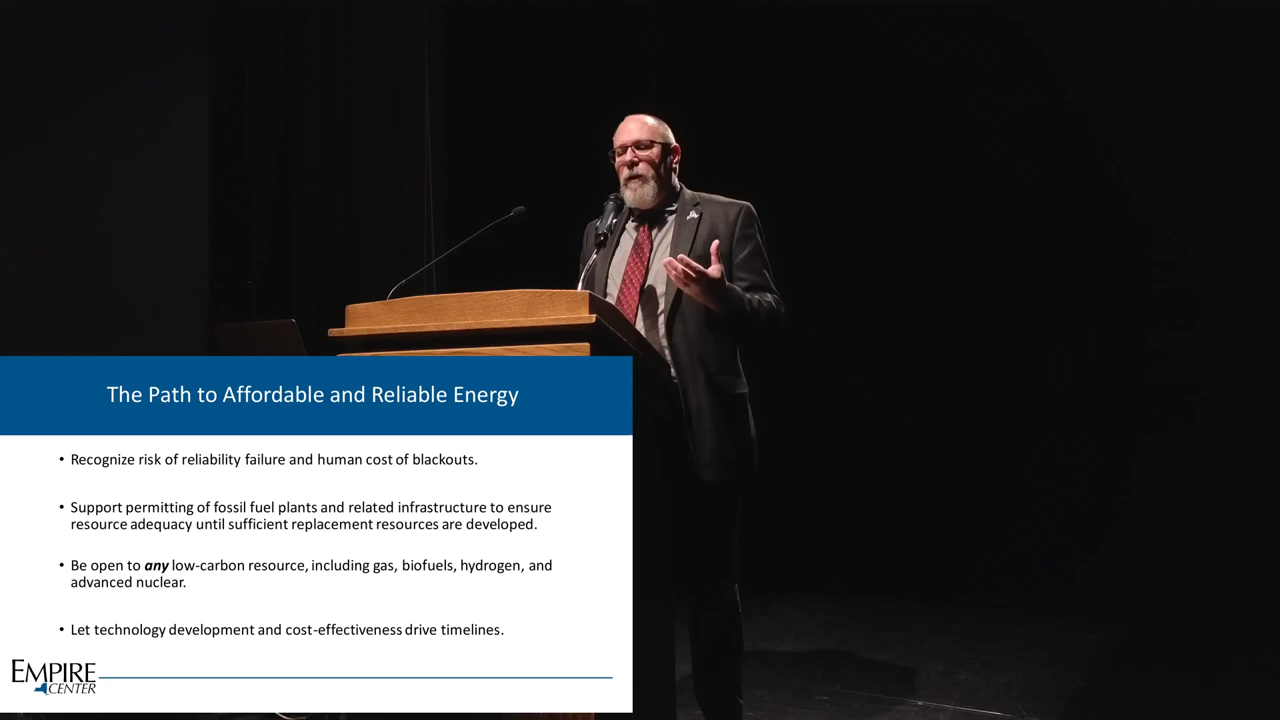 The Path to Affordable and Reliable Energy
• Recognize risk of reliability failure and human cost of blackouts.
• Support permitting of fossil fuel plants and related infrastructure to ensure
resource adequacy until sufficient replacement resources are developed.
• Be open to any low-carbon resource, including gas, biofuels, hydrogen, and
advanced nuclear.
• Let technology development and cost-effectiveness drive timelines.
EMPIRE
CENTER